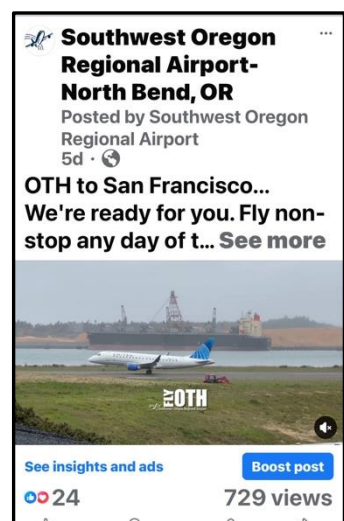 Southwest Oregon
Regional Airport-
North Bend, OR
Posted by Southwest Oregon
Regional Airport
5d ·
OTH to San Francisco...
We're ready for you. Fly non-
stop any day of t... See more
UNITED
FLY OTH
See insights and ads
Boost post
24
729 views